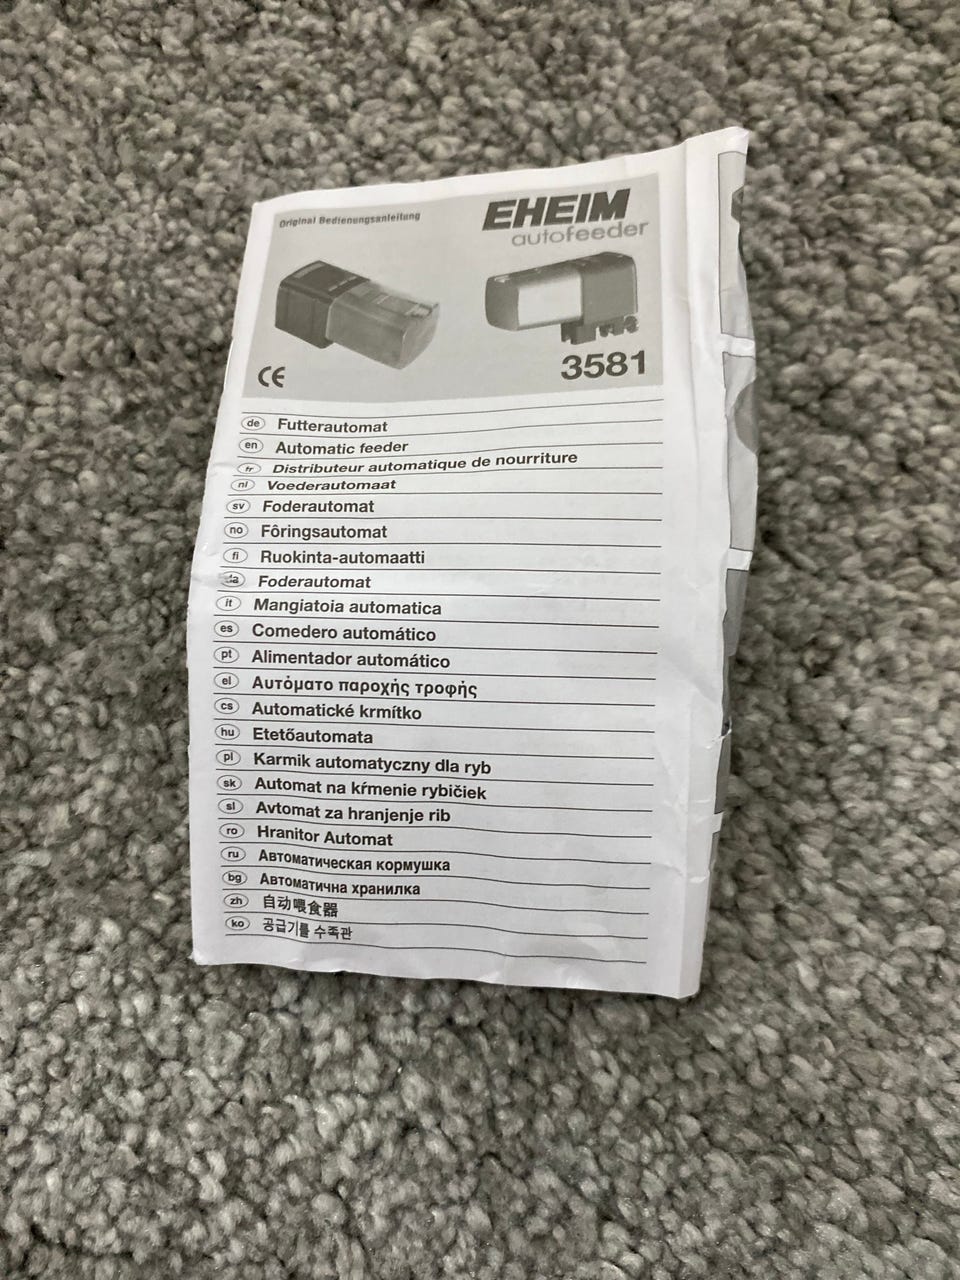 Original Bedienungsanleitung
EHEIM
autofeeder
3581
CE
de Futterautomat
en Automatic feeder
fr Distributeur automatique de nourriture
nl Voederautomaat
sv Foderautomat
no Fôringsautomat
fi Ruokinta-automaatti
da Foderautomat
it Mangiatoia automatica
es Comedero automático
pt Alimentador automático
el Αυτόματο παροχής τροφής
cs Automatické krmítko
hu Etetőautomata
pl Karmik automatyczny dla ryb
sk Automat na kŕmenie rybičiek
sl Avtomat za hranjenje rib
ro Hranitor Automat
ru Автоматическая кормушка
bg Автоматична хранилка
zh 自动喂食器
ko 공급기를 수족관